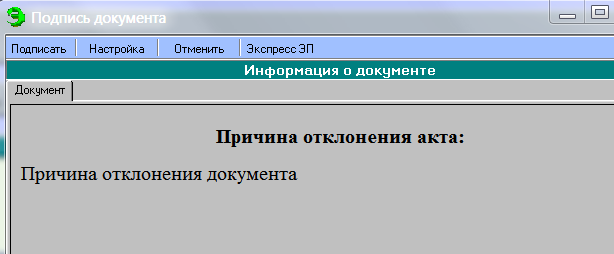 Подпись документа
Подписать Настройка Отменить Экспресс ЭП
Информация о документе
Документ
Причина отклонения акта:
Причина отклонения документа